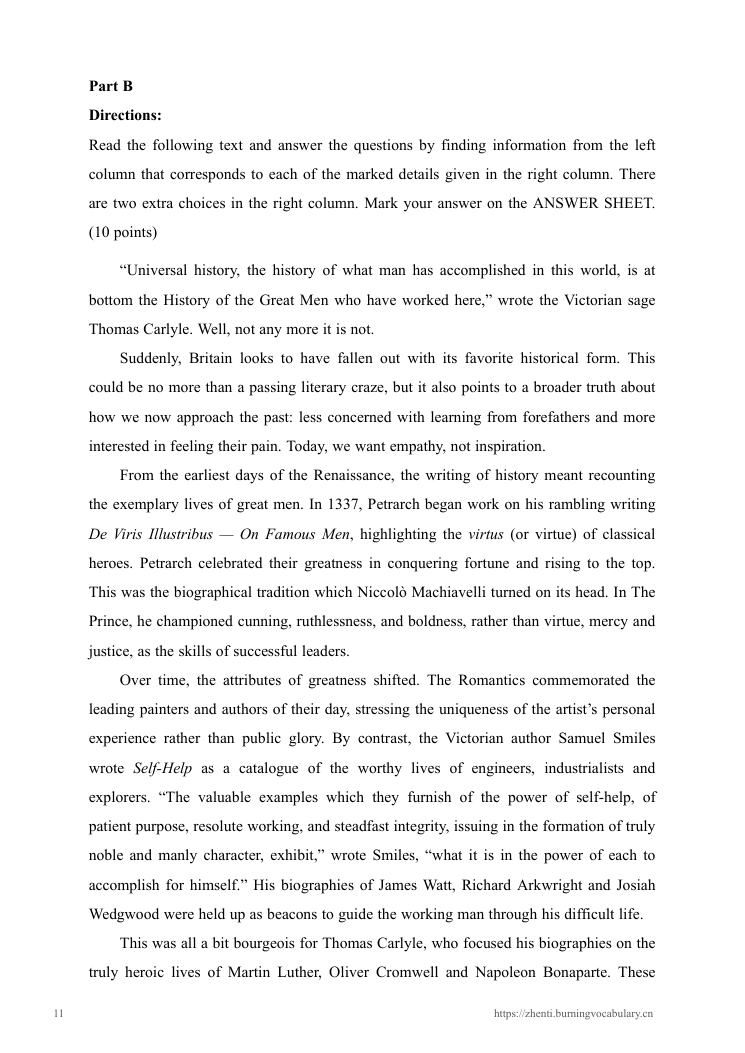 Part B
Directions:
Read the following text and answer the questions by finding information from the left
column that corresponds to each of the marked details given in the right column. There
are two extra choices in the right column. Mark your answer on the ANSWER SHEET.
(10 points)
“Universal history, the history of what man has accomplished in this world, is at
bottom the History of the Great Men who have worked here,” wrote the Victorian sage
Thomas Carlyle. Well, not any more it is not.
Suddenly, Britain looks to have fallen out with its favorite historical form. This
could be no more than a passing literary craze, but it also points to a broader truth about
how we now approach the past: less concerned with learning from forefathers and more
interested in feeling their pain. Today, we want empathy, not inspiration.
From the earliest days of the Renaissance, the writing of history meant recounting
the exemplary lives of great men. In 1337, Petrarch began work on his rambling writing
De Viris Illustribus — On Famous Men, highlighting the virtus (or virtue) of classical
heroes. Petrarch celebrated their greatness in conquering fortune and rising to the top.
This was the biographical tradition which Niccolò Machiavelli turned on its head. In The
Prince, he championed cunning, ruthlessness, and boldness, rather than virtue, mercy and
justice, as the skills of successful leaders.
Over time, the attributes of greatness shifted. The Romantics commemorated the
leading painters and authors of their day, stressing the uniqueness of the artist’s personal
experience rather than public glory. By contrast, the Victorian author Samuel Smiles
wrote Self-Help as a catalogue of the worthy lives of engineers, industrialists and
explorers. “The valuable examples which they furnish of the power of self-help, of
patient purpose, resolute working, and steadfast integrity, issuing in the formation of truly
noble and manly character, exhibit,” wrote Smiles, “what it is in the power of each to
accomplish for himself.” His biographies of James Watt, Richard Arkwright and Josiah
Wedgwood were held up as beacons to guide the working man through his difficult life.
This was all a bit bourgeois for Thomas Carlyle, who focused his biographies on the
truly heroic lives of Martin Luther, Oliver Cromwell and Napoleon Bonaparte. These
11
https://zhenti.burningvocabulary.cn